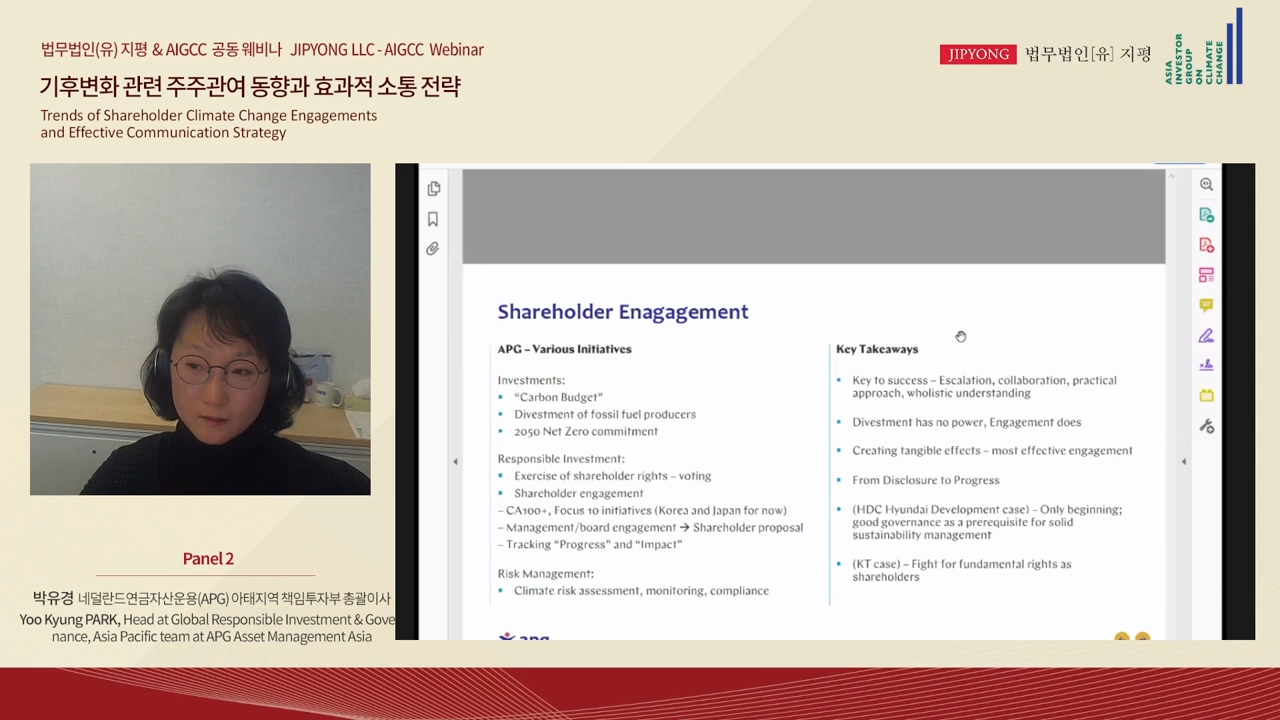 법무법인(유) 지평 & AIGCC 공동 웨비나 JIPYONG LLC - AIGCC Webinar
기후변화 관련 주주관여 동향과 효과적 소통 전략
Trends of Shareholder Climate Change Engagements
and Effective Communication Strategy
JIPYONG 법무법인[유] 지평
ASIA
INVESTOR
GROUP
ON
CLIMATE
CHANGE
Shareholder Enagagement
APG – Various Initiatives
Investments:
▪ "Carbon Budget"
▪ Divestment of fossil fuel producers
▪ 2050 Net Zero commitment
Responsible Investment:
▪ Exercise of shareholder rights – voting
▪ Shareholder engagement
– CA100+, Focus 10 initiatives (Korea and Japan for now)
– Management/board engagement → Shareholder proposal
– Tracking "Progress" and "Impact"
Risk Management:
▪ Climate risk assessment, monitoring, compliance
Key Takeaways
▪ Key to success – Escalation, collaboration, practical
approach, wholistic understanding
▪ Divestment has no power, Engagement does
▪ Creating tangible effects – most effective engagement
▪ From Disclosure to Progress
▪ (HDC Hyundai Development case) – Only beginning;
good governance as a prerequisite for solid
sustainability management
▪ (KT case) – Fight for fundamental rights as
shareholders
apg
Panel 2
박유경 네덜란드연금자산운용(APG) 아태지역 책임투자부 총괄이사
Yoo Kyung PARK, Head at Global Responsible Investment & Gove
nance, Asia Pacific team at APG Asset Management Asia